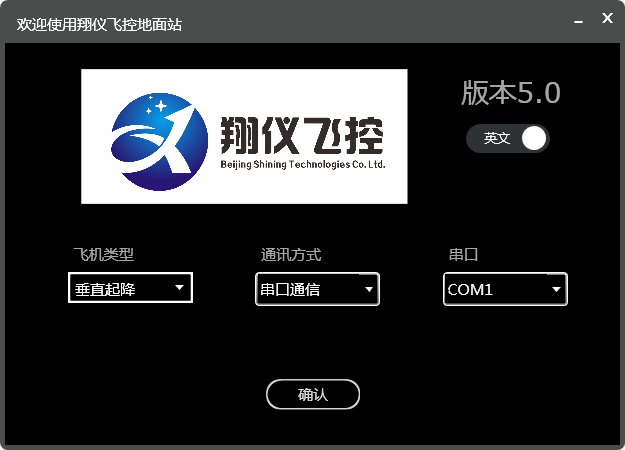 欢迎使用翔仪飞控地面站
翔仪飞控
Beijing Shining Technologies Co. Ltd.
版本5.0
英文
飞机类型
通讯方式
串口
垂直起降
串口通信
COM1
确认